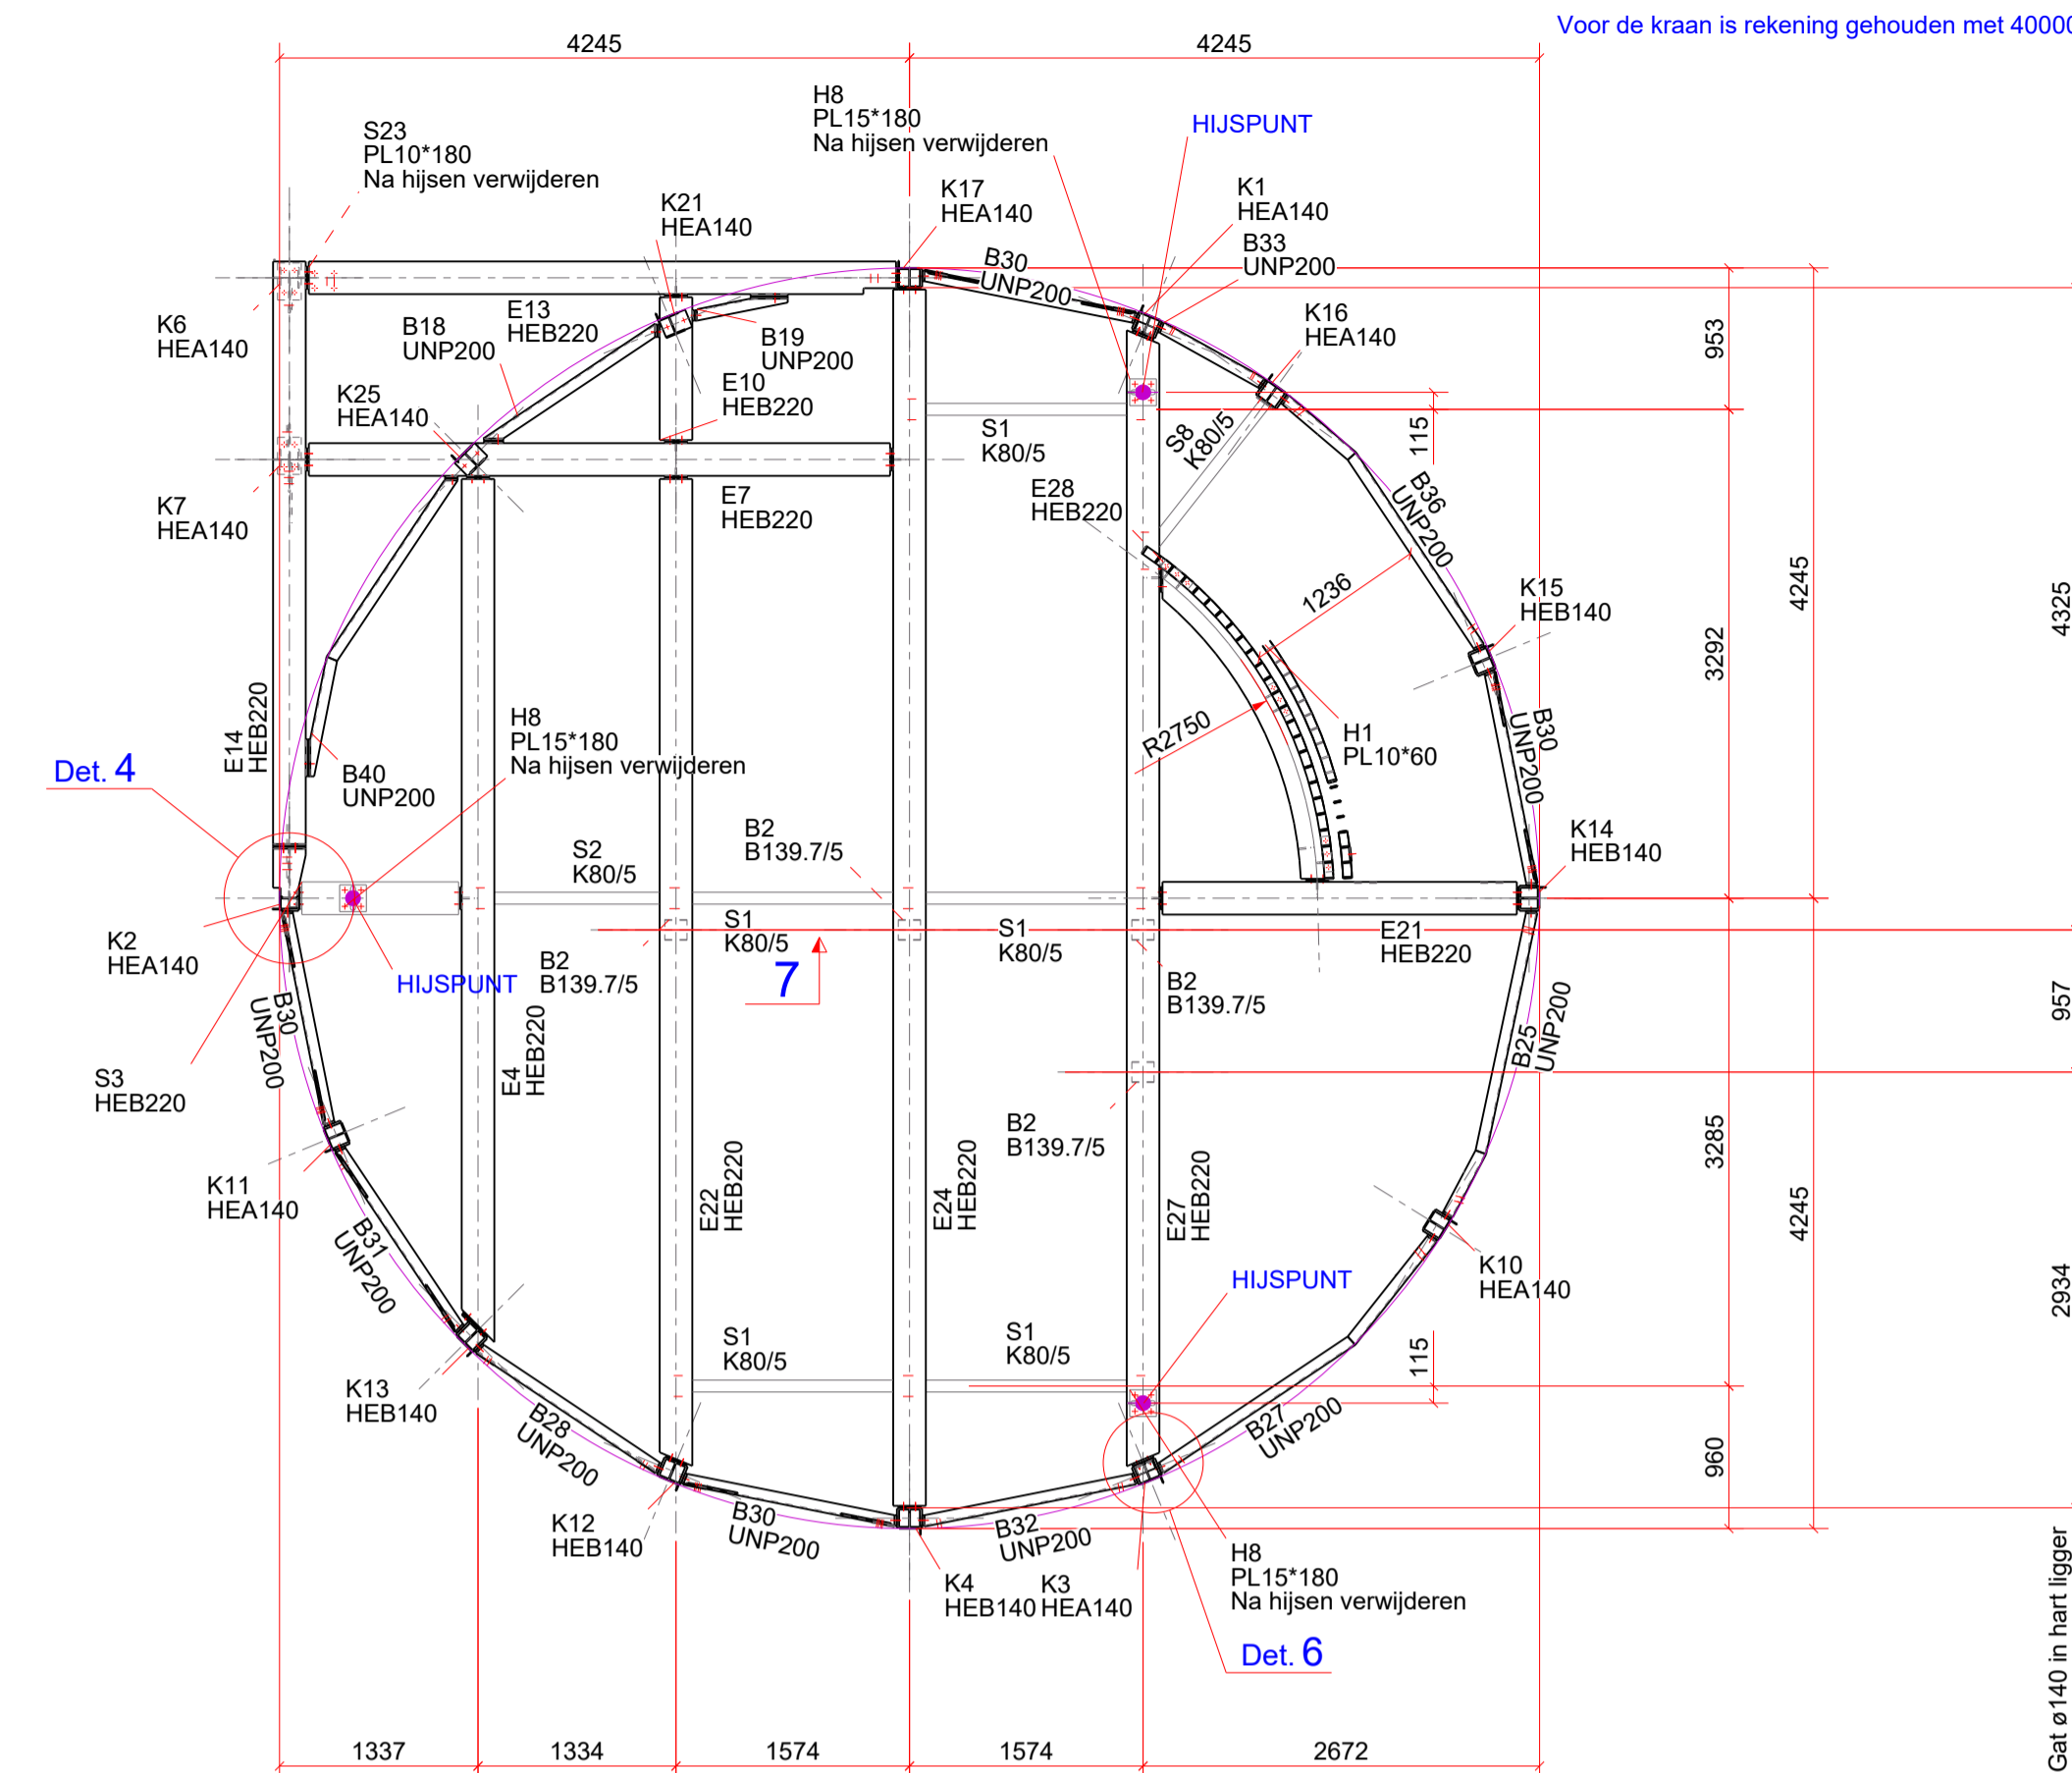 Voor de kraan is rekening gehouden met 40000
4245
4245
H8
PL15*180
Na hijsen verwijderen
HIJSPUNT
S23
PL10*180
Na hijsen verwijderen
K21
HEA140
K17
HEA140
K1
HEA140
B33
UNP200
B30
UNP200
K6
HEA140
B18
UNP200
E13
HEB220
B19
UNP200
K16
HEA140
953
K25
HEA140
E10
HEB220
S1
K80/5
S8
K80/5
115
K7
HEA140
E7
HEB220
E28
HEB220
B36
UNP200
4245
4325
1236
K15
HEB140
3292
E14
HEB220
H8
PL15*180
Na hijsen verwijderen
R2750
H1
PL10*60
B30
UNP200
Det. 4
B40
UNP200
S2
K80/5
B2
B139.7/5
K14
HEB140
K2
HEA140
S1
K80/5
S1
K80/5
E21
HEB220
HIJSPUNT
B2
B139.7/5
7
B2
B139.7/5
957
B30
UNP200
E4
HEB220
B25
UNP200
S3
HEB220
B2
B139.7/5
3285
K11
HEA140
E22
HEB220
E24
HEB220
E27
HEB220
4245
B31
UNP200
K10
HEA140
HIJSPUNT
2934
S1
K80/5
S1
K80/5
115
K13
HEB140
B28
UNP200
B27
UNP200
960
K12
HEB140
B30
UNP200
B32
UNP200
H8
PL15*180
Na hijsen verwijderen
K4
HEB140
K3
HEA140
Det. 6
Gat ø140 in hart ligger
1337
1334
1574
1574
2672